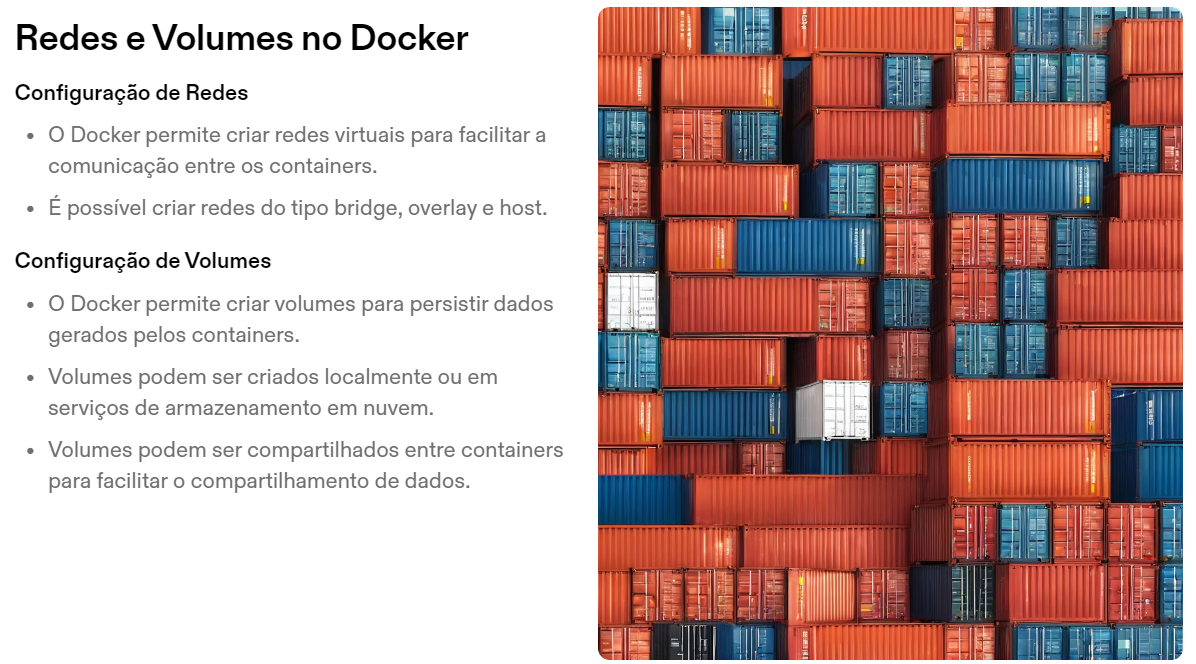 Redes e Volumes no Docker
Configuração de Redes
• O Docker permite criar redes virtuais para facilitar a
comunicação entre os containers.
• É possível criar redes do tipo bridge, overlay e host.
Configuração de Volumes
• O Docker permite criar volumes para persistir dados
gerados pelos containers.
• Volumes podem ser criados localmente ou em
serviços de armazenamento em nuvem.
• Volumes podem ser compartilhados entre containers
para facilitar o compartilhamento de dados.